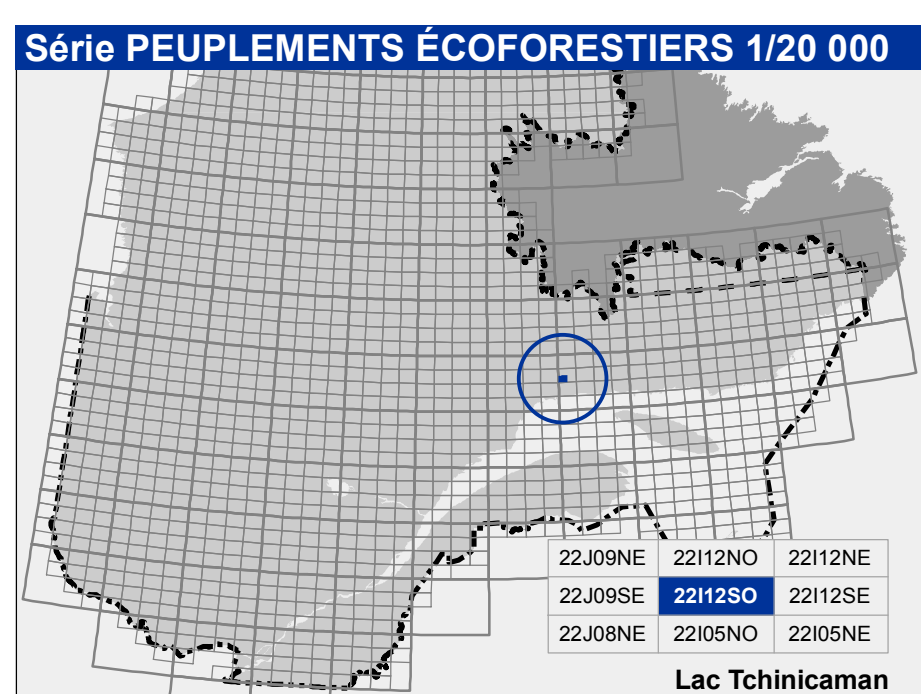 Série PEUPLEMENTS ÉCOFORESTIERS 1/20 000
22J09NE 22I12NO 22I12NE
22J09SE 22I12SO 22I12SE
22J08NE 22I05NO 22I05NE
Lac Tchinicaman